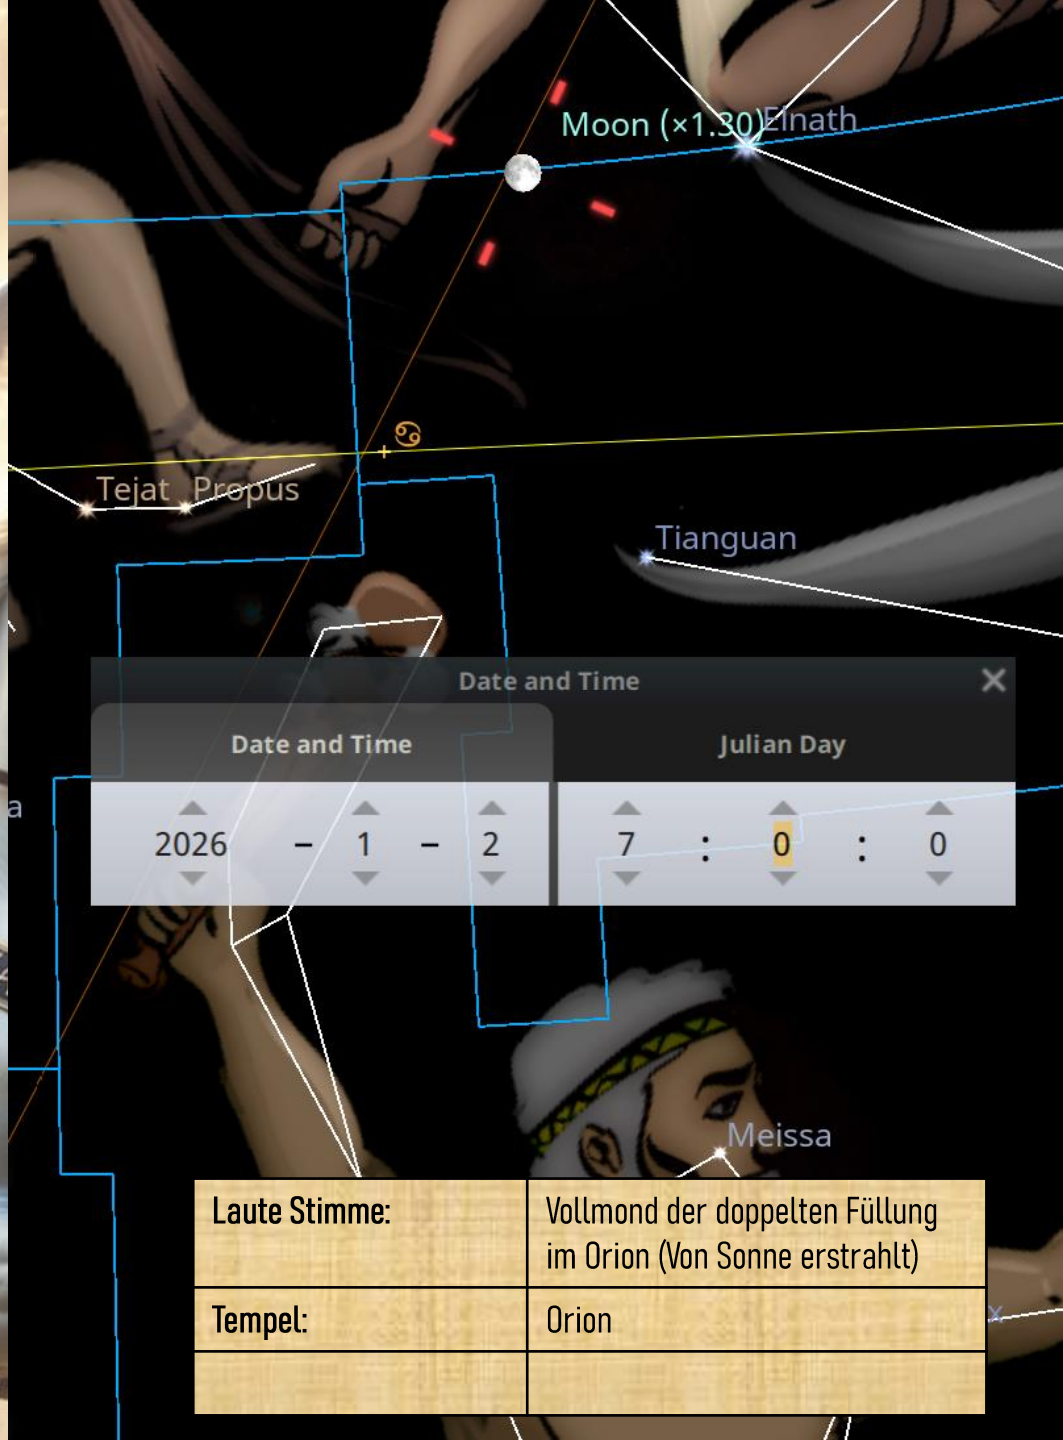 Moon (×1.30)
Elnath
♋
Tejat Propus
Tianguan
Date and Time
Date and Time Julian Day
a
2026 - 1 - 2 7 : 0 : 0
Meissa
Laute Stimme: Vollmond der doppelten Füllung
im Orion (Von Sonne erstrahlt)
Tempel: Orion
x